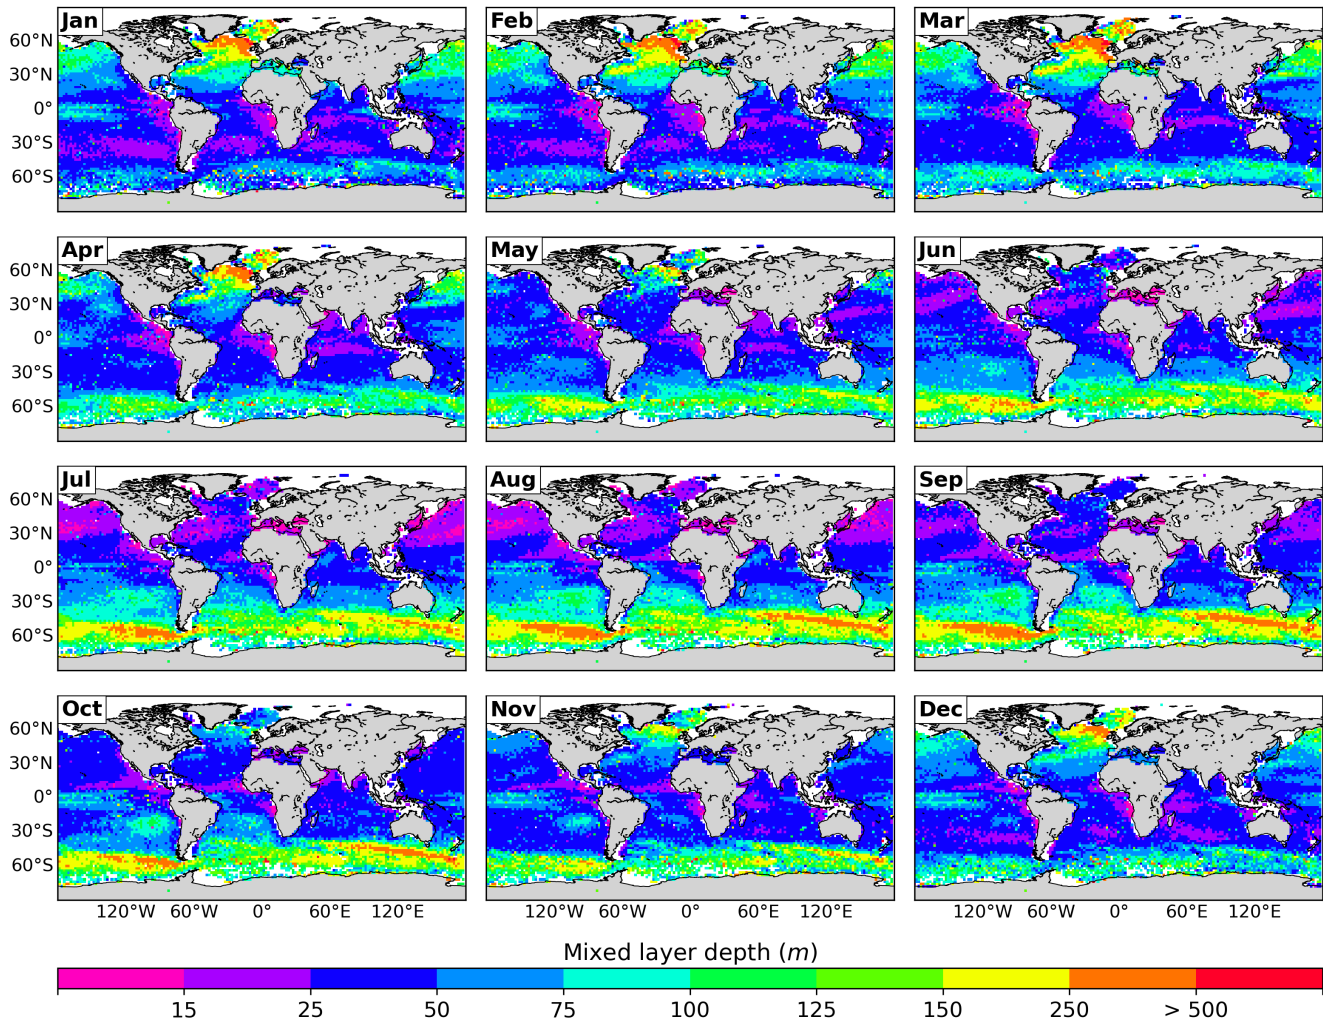 Jan Feb Mar
60°N
30°N
0°
30°S
60°S
Apr May Jun
60°N
30°N
0°
30°S
60°S
Jul Aug Sep
60°N
30°N
0°
30°S
60°S
Oct Nov Dec
60°N
30°N
0°
30°S
60°S
120°W 60°W 0° 60°E 120°E 120°W 60°W 0° 60°E 120°E 120°W 60°W 0° 60°E 120°E
Mixed layer depth (m)
15 25 50 75 100 125 150 250 > 500